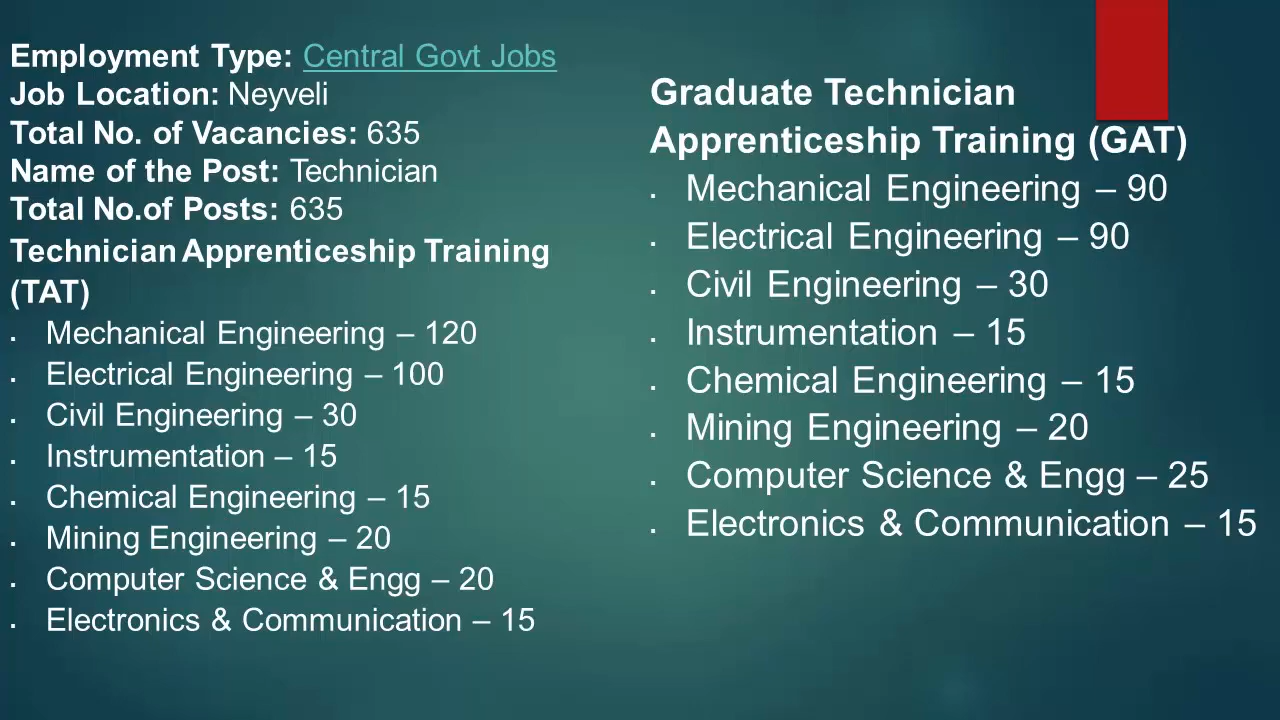 Employment Type: Central Govt Jobs
Job Location: Neyveli
Total No. of Vacancies: 635
Name of the Post: Technician
Total No.of Posts: 635
Technician Apprenticeship Training
(TAT)
▪ Mechanical Engineering – 120
▪ Electrical Engineering – 100
▪ Civil Engineering – 30
▪ Instrumentation – 15
▪ Chemical Engineering – 15
▪ Mining Engineering – 20
▪ Computer Science & Engg – 20
▪ Electronics & Communication – 15
Graduate Technician
Apprenticeship Training (GAT)
▪ Mechanical Engineering – 90
▪ Electrical Engineering – 90
▪ Civil Engineering – 30
▪ Instrumentation – 15
▪ Chemical Engineering – 15
▪ Mining Engineering – 20
▪ Computer Science & Engg – 25
▪ Electronics & Communication – 15